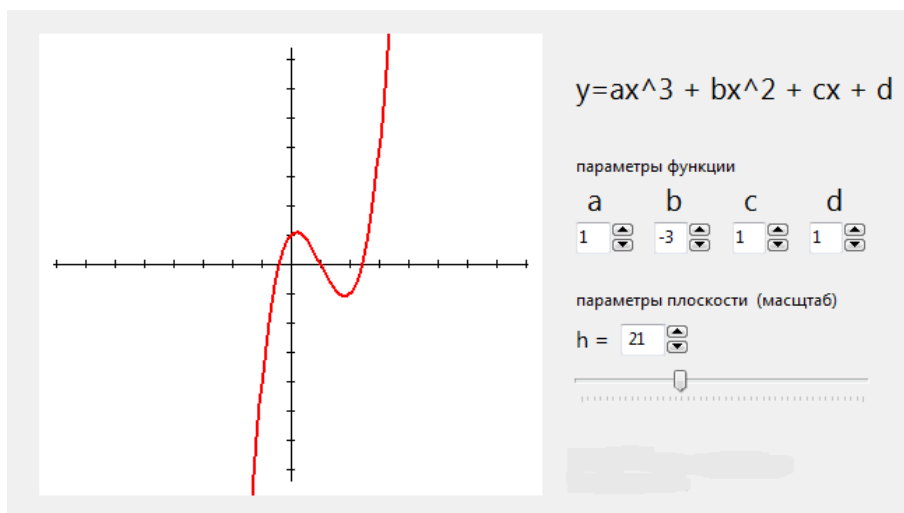 y=ax^3 + bx^2 + cx + d
параметры функции
a b c d
1 -3 1 1
параметры плоскости (масщтаб)
h = 21